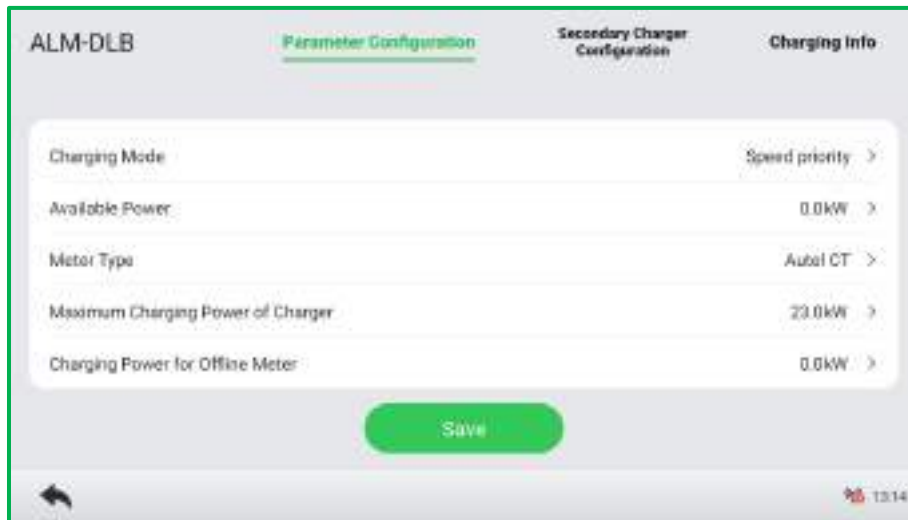 ALM-DLB
Parameter Configuration
Secondary Charger
Configuration
Charging Info
Charging Mode
Speed priority >
Available Power
0.0kW >
Meter Type
Autel CT >
Maximum Charging Power of Charger
23.0kW >
Charging Power for Offline Meter
0.0kW >
Save
13:14